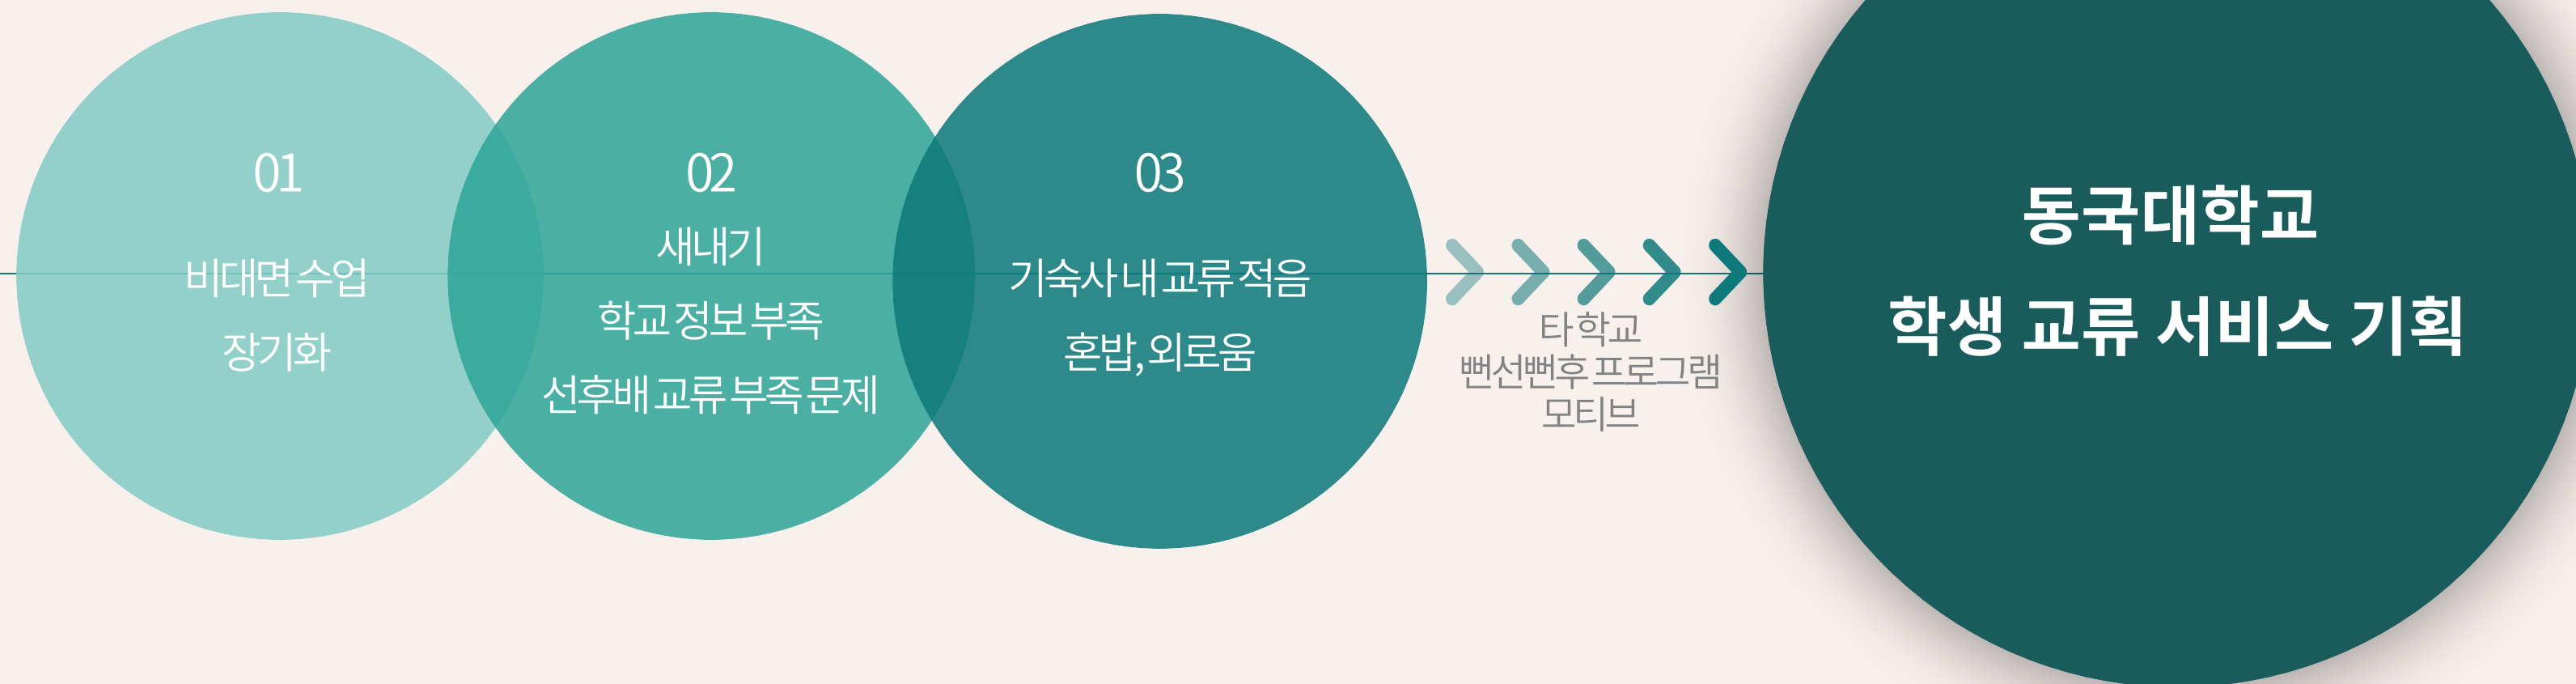 01
비대면 수업
장기화
02
새내기
학교 정보 부족
선후배 교류 부족 문제
03
기숙사 내 교류 적음
혼밥, 외로움
타 학교
뻔선뻔후 프로그램
모티브
동국대학교
학생 교류 서비스 기획